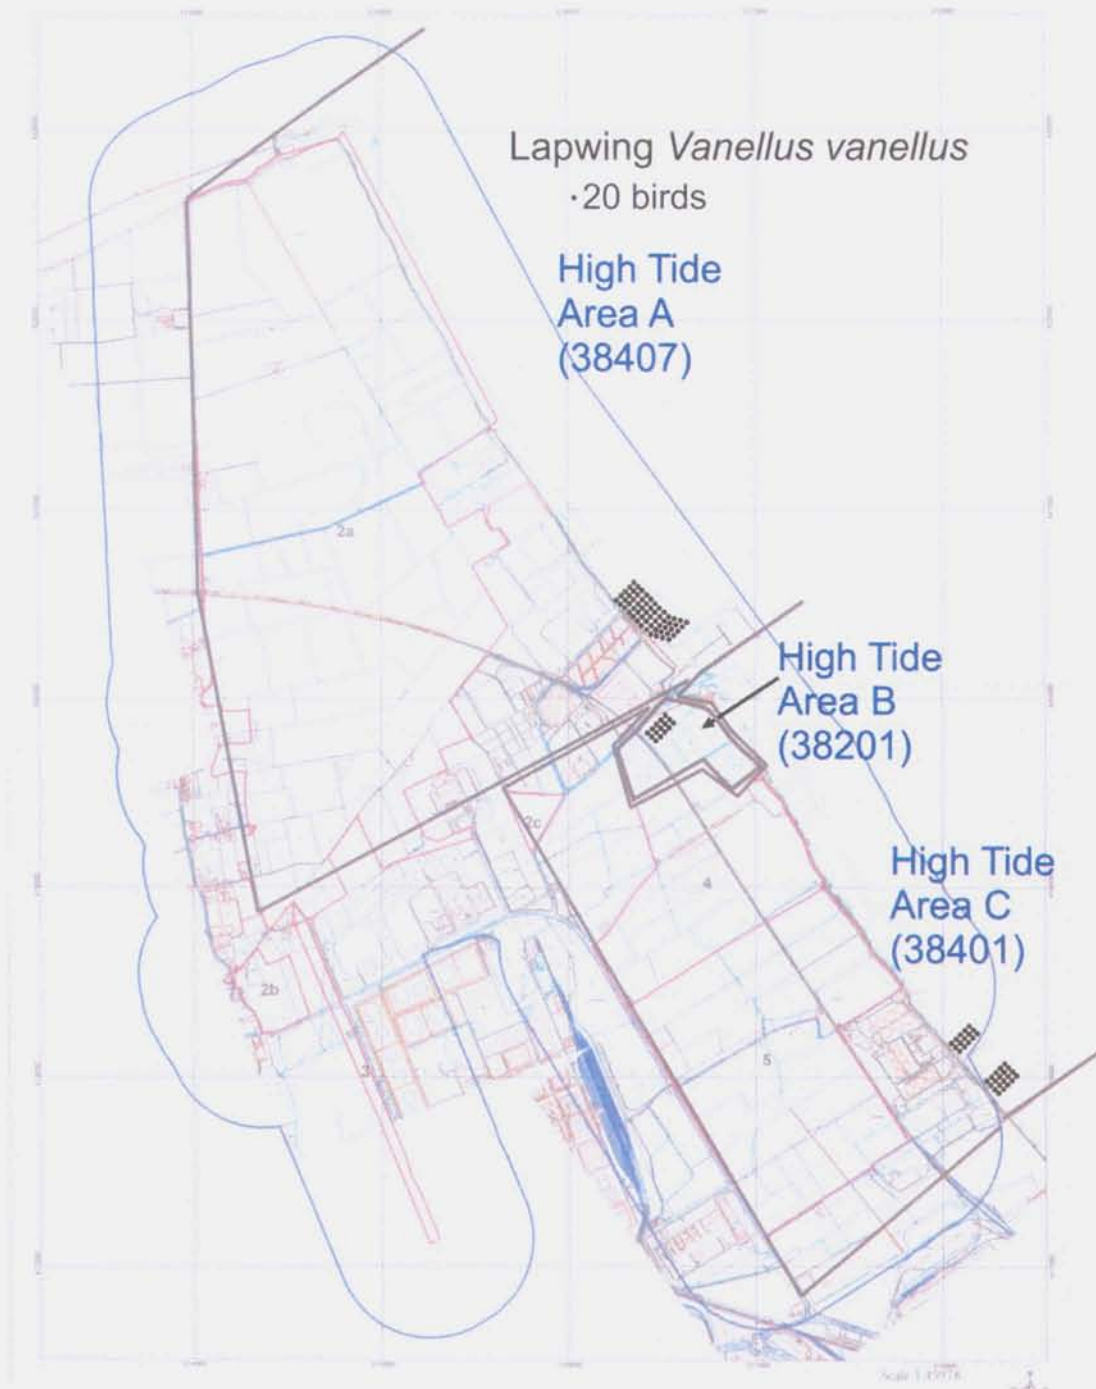 Lapwing Vanellus vanellus
·20 birds
High Tide
Area A
(38407)
2a
High Tide
Area B
(38201)
2c
High Tide
Area C
(38401)
4
2b
3
5